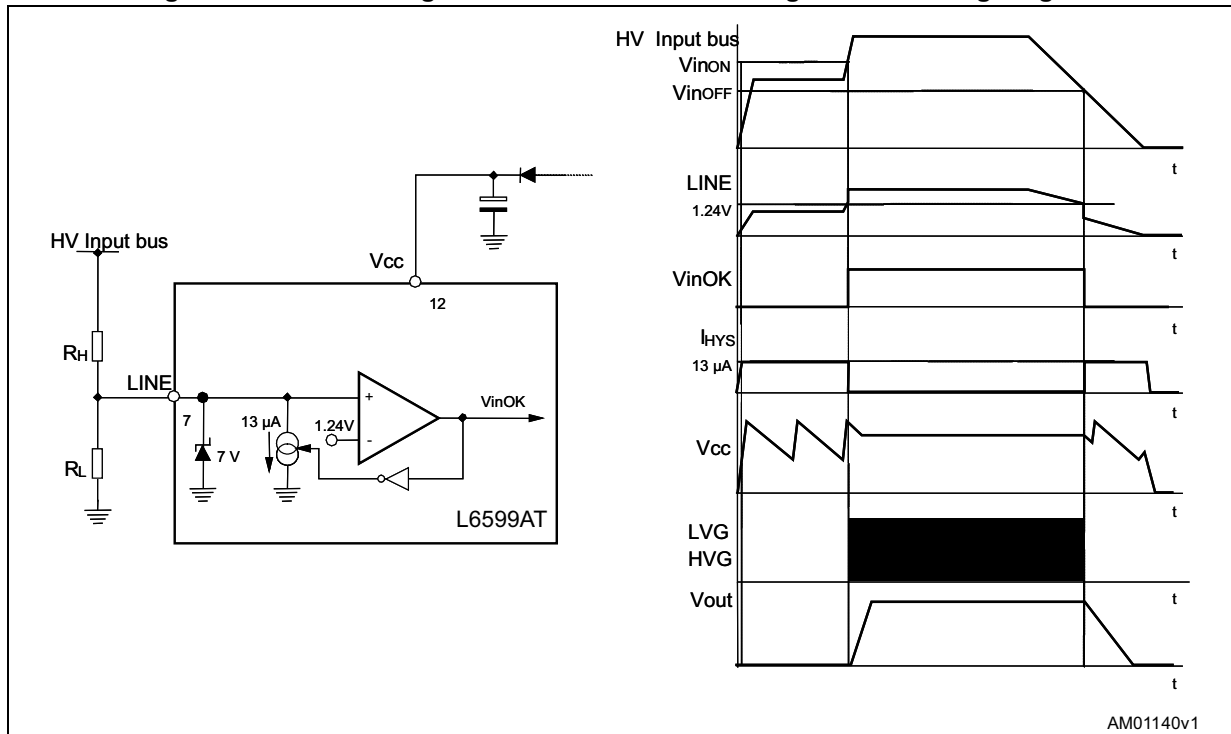 HV Input bus
Vcc
12
RH
LINE
7
7 V
13 µA
1.24V
+
-
VinOK
RL
L6599AT
HV Input bus
VinON
VinOFF
t
LINE
1.24V
t
VinOK
t
IHYS
13 µA
t
Vcc
t
LVG
HVG
t
Vout
t
AM01140v1